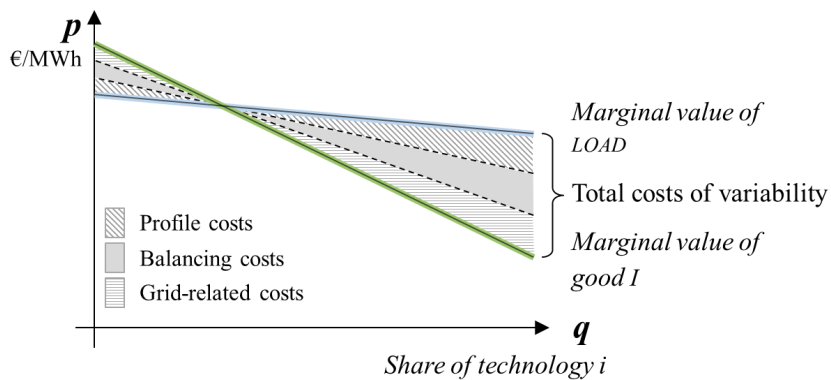 p
€/MWh
Marginal value of
LOAD
Total costs of variability
Profile costs
Balancing costs
Grid-related costs
Marginal value of
good I
q
Share of technology i